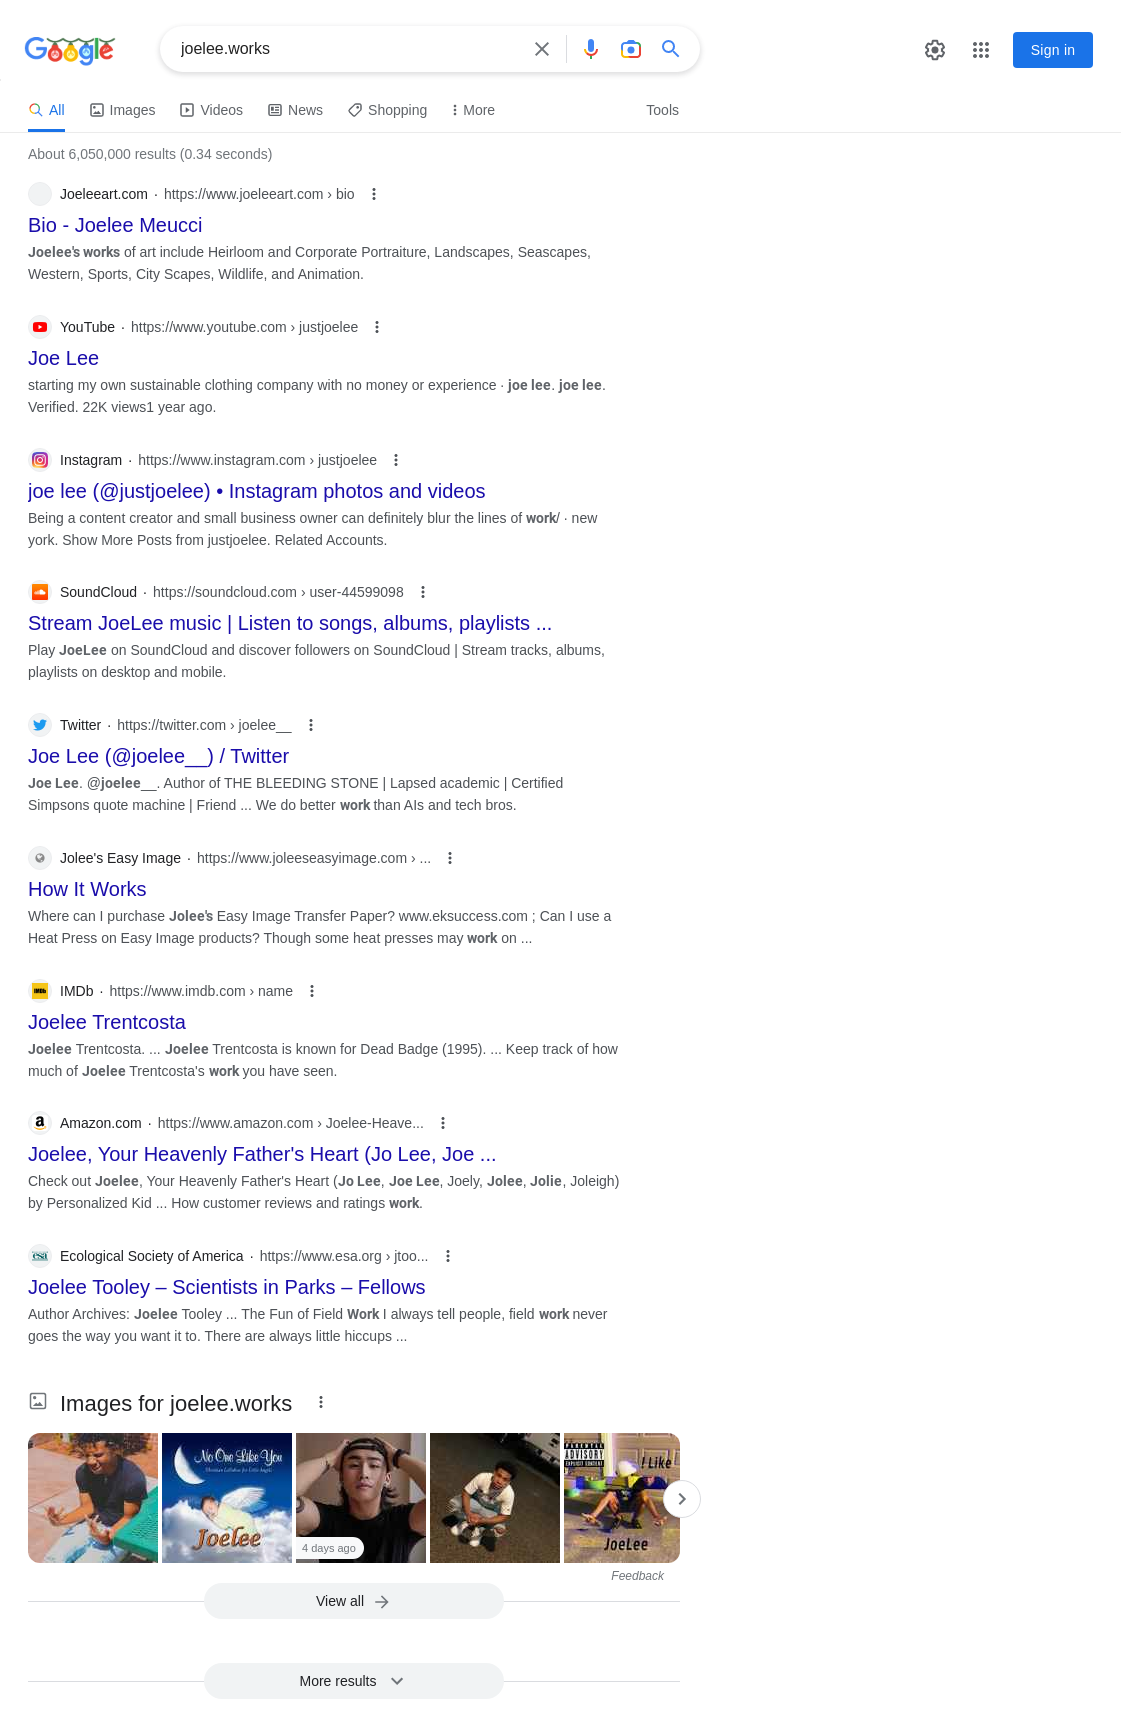 Google
joelee.works
Sign in
All
Images
Videos
News
Shopping
More
Tools
About 6,050,000 results (0.34 seconds)
Joeleeart.com · https://www.joeleeart.com › bio
Bio - Joelee Meucci
Joelee's works of art include Heirloom and Corporate Portraiture, Landscapes, Seascapes,
Western, Sports, City Scapes, Wildlife, and Animation.
YouTube · https://www.youtube.com › justjoelee
Joe Lee
starting my own sustainable clothing company with no money or experience · joe lee. joe lee.
Verified. 22K views1 year ago.
Instagram · https://www.instagram.com › justjoelee
joe lee (@justjoelee) • Instagram photos and videos
Being a content creator and small business owner can definitely blur the lines of work/ · new
york. Show More Posts from justjoelee. Related Accounts.
SoundCloud · https://soundcloud.com › user-44599098
Stream JoeLee music | Listen to songs, albums, playlists ...
Play JoeLee on SoundCloud and discover followers on SoundCloud | Stream tracks, albums,
playlists on desktop and mobile.
Twitter · https://twitter.com › joelee__
Joe Lee (@joelee__) / Twitter
Joe Lee. @joelee__. Author of THE BLEEDING STONE | Lapsed academic | Certified
Simpsons quote machine | Friend ... We do better work than AIs and tech bros.
Jolee's Easy Image · https://www.joleeseasyimage.com › ...
How It Works
Where can I purchase Jolee's Easy Image Transfer Paper? www.eksuccess.com ; Can I use a
Heat Press on Easy Image products? Though some heat presses may work on ...
IMDb
IMDb · https://www.imdb.com › name
Joelee Trentcosta
Joelee Trentcosta. ... Joelee Trentcosta is known for Dead Badge (1995). ... Keep track of how
much of Joelee Trentcosta's work you have seen.
a
Amazon.com · https://www.amazon.com › Joelee-Heave...
Joelee, Your Heavenly Father's Heart (Jo Lee, Joe ...
Check out Joelee, Your Heavenly Father's Heart (Jo Lee, Joe Lee, Joely, Jolee, Jolie, Joleigh)
by Personalized Kid ... How customer reviews and ratings work.
esa
Ecological Society of America · https://www.esa.org › jtoo...
Joelee Tooley – Scientists in Parks – Fellows
Author Archives: Joelee Tooley ... The Fun of Field Work I always tell people, field work never
goes the way you want it to. There are always little hiccups ...
Images for joelee.works
No One Like You
Christian Lullabies for Little Angels
Joelee
4 days ago
PARENTAL
ADVISORY
EXPLICIT CONTENT
I Like
JoeLee
Feedback
View all
More results